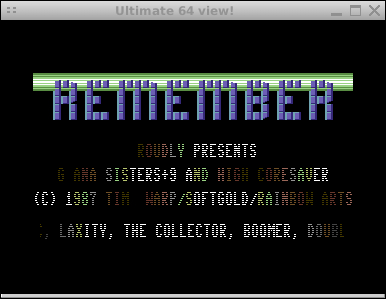 Ultimate 64 view!
REMEMBER
ROUDLY PRESENTS
G ANA SISTERS+9 AND HIGH CORESAVER
(C) 1987 TIM WARP/SOFTGOLD/RAINBOW ARTS
, LAXITY, THE COLLECTOR, BOOMER, DOUBL